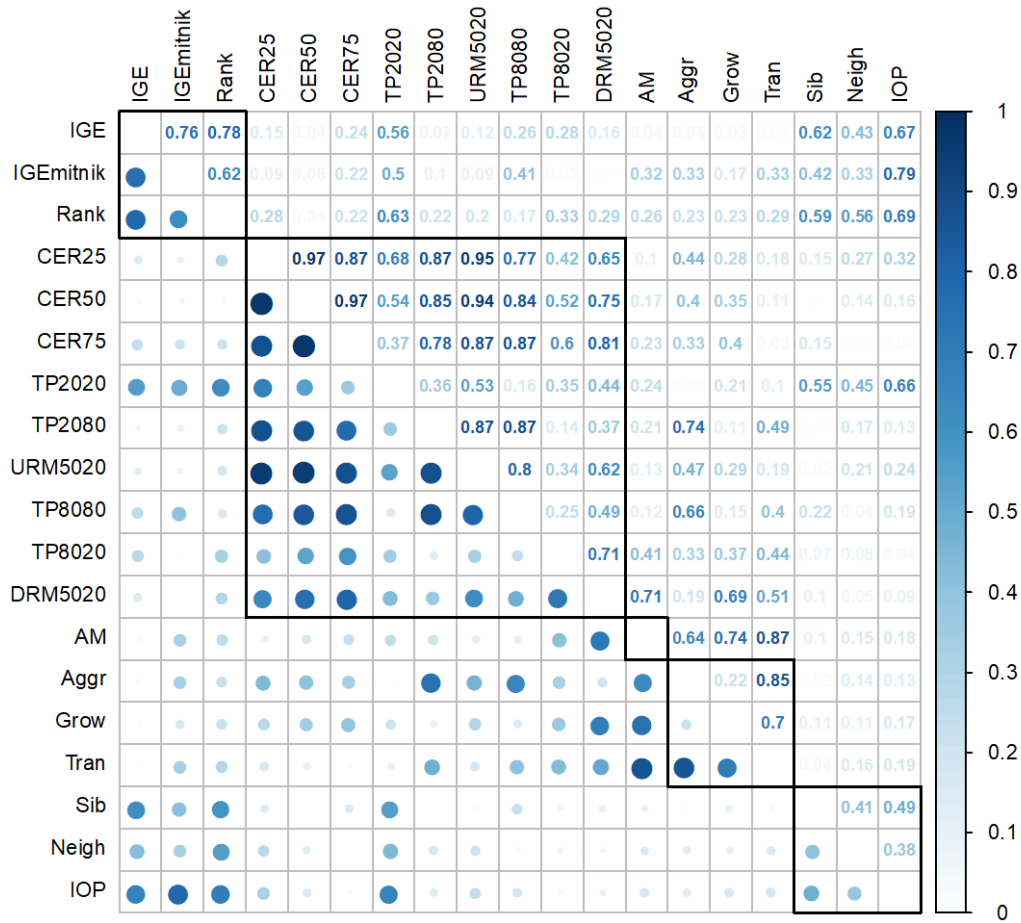 IGE IGEmitnik Rank CER25 CER50 CER75 TP2020 TP2080 URM5020 TP8080 TP8020 DRM5020 AM Aggr Grow Tran Sib Neigh IOP
IGE 0.76 0.78 0.15 0.04 0.24 0.56 0.07 0.12 0.26 0.28 0.16 0.04 0.04 0.03 0.62 0.43 0.67
IGEmitnik 0.62 0.09 0.06 0.22 0.5 0.1 0.09 0.41 0.32 0.33 0.17 0.33 0.42 0.33 0.79
Rank 0.28 0.04 0.22 0.63 0.22 0.2 0.17 0.33 0.29 0.26 0.23 0.23 0.29 0.59 0.56 0.69
CER25 0.97 0.87 0.68 0.87 0.95 0.77 0.42 0.65 0.1 0.44 0.28 0.18 0.15 0.27 0.32
CER50 0.97 0.54 0.85 0.94 0.84 0.52 0.75 0.17 0.4 0.35 0.11 0.14 0.16
CER75 0.37 0.78 0.87 0.87 0.6 0.81 0.23 0.33 0.4 0.03 0.15
TP2020 0.36 0.53 0.16 0.35 0.44 0.24 0.21 0.1 0.55 0.45 0.66
TP2080 0.87 0.87 0.14 0.37 0.21 0.74 0.11 0.49 0.17 0.13
URM5020 0.8 0.34 0.62 0.13 0.47 0.29 0.19 0.02 0.21 0.24
TP8080 0.25 0.49 0.12 0.66 0.15 0.4 0.22 0.04 0.19
TP8020 0.71 0.41 0.33 0.37 0.44 0.07 0.08 0.04
DRM5020 0.71 0.19 0.69 0.51 0.1 0.05 0.09
AM 0.64 0.74 0.87 0.1 0.15 0.18
Aggr 0.22 0.85 0.14 0.13
Grow 0.7 0.11 0.11 0.17
Tran 0.04 0.16 0.19
Sib 0.41 0.49
Neigh 0.38
IOP
1
0.9
0.8
0.7
0.6
0.5
0.4
0.3
0.2
0.1
0